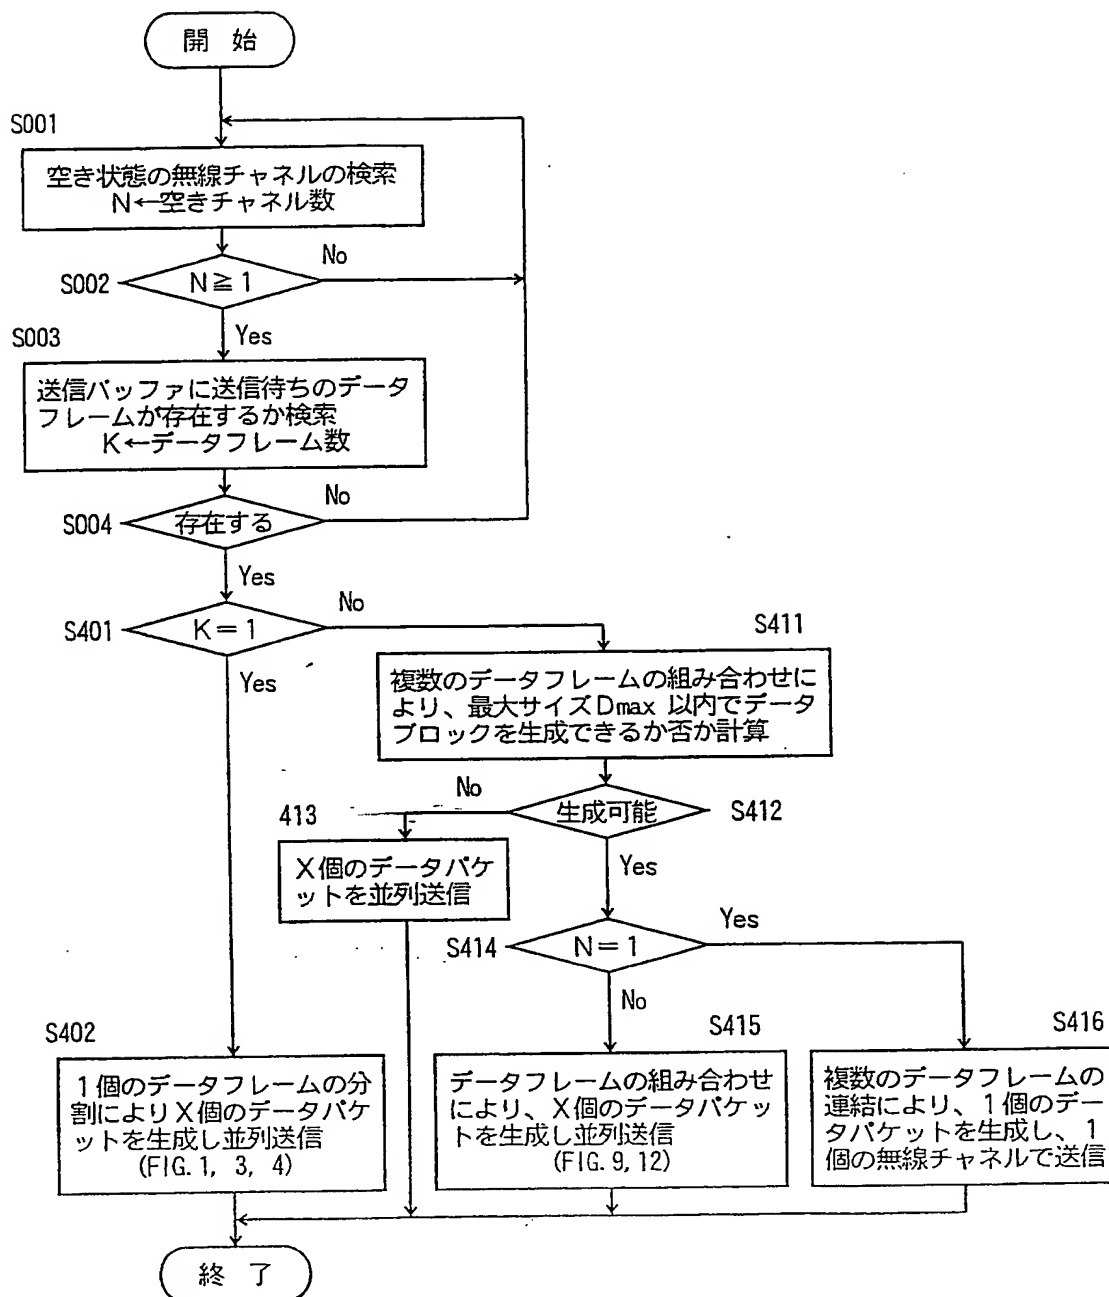 開 始
S001
空き状態の無線チャネルの検索
N←空きチャネル数
No
S002
N≧1
Yes
S003
送信バッファに送信待ちのデータ
フレームが存在するか検索
K←データフレーム数
No
S004
存在する
Yes
No
S401
K=1
S411
Yes
複数のデータフレームの組み合わせに
より、最大サイズDmax 以内でデータ
ブロックを生成できるか否か計算
No
生成可能
S412
413
Yes
X個のデータパケ
ットを並列送信
Yes
S414
N=1
No
S402
S415
S416
1個のデータフレームの分
割によりX個のデータパケ
ットを生成し並列送信
(FIG. 1, 3, 4)
データフレームの組み合わせ
により、X個のデータパケッ
トを生成し並列送信
(FIG. 9, 12)
複数のデータフレームの
連結により、1個のデー
タパケットを生成し、1
個の無線チャネルで送信
終 了